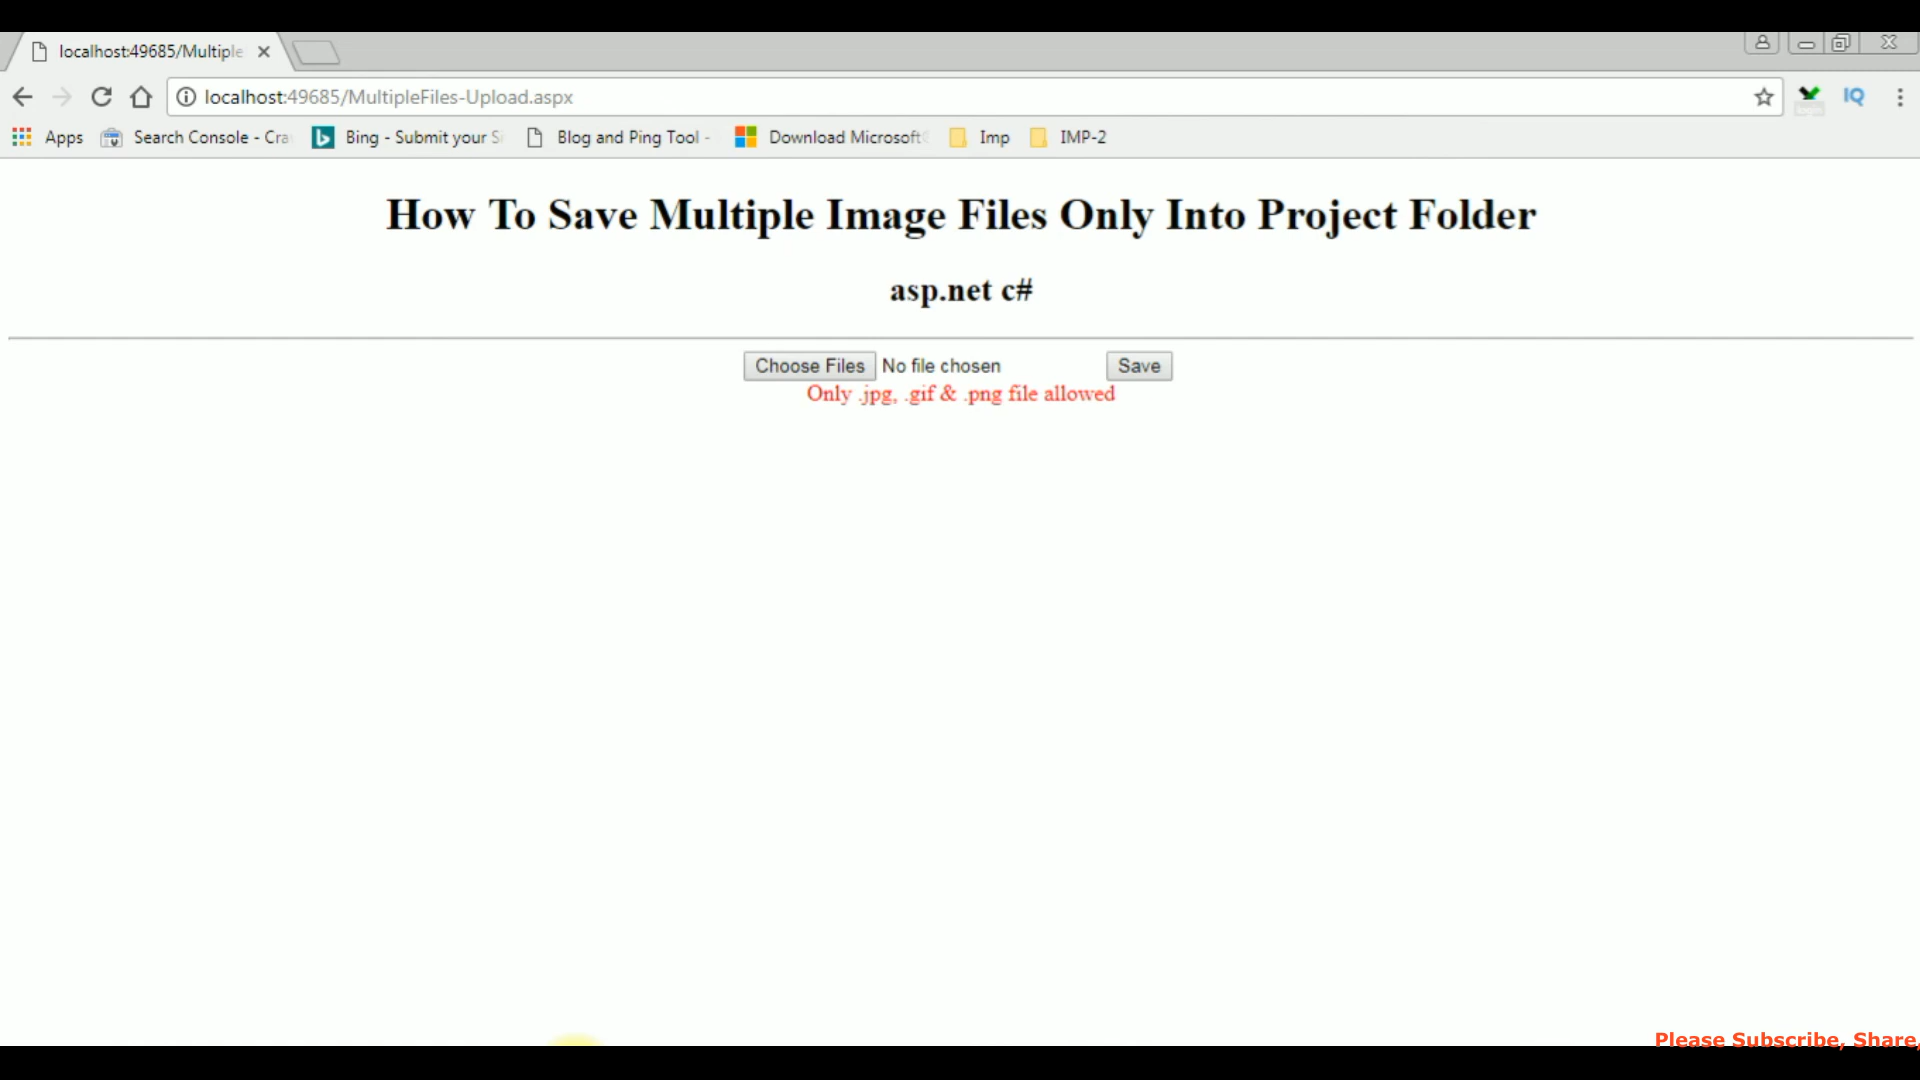 localhost:49685/Multiple
localhost:49685/MultipleFiles-Upload.aspx
IQ
Apps Search Console - Cra Bing - Submit your S Blog and Ping Tool - Download Microsoft Imp IMP-2
How To Save Multiple Image Files Only Into Project Folder
asp.net c#
Choose Files No file chosen Save
Only .jpg, .gif & .png file allowed
Please Subscribe, Share,